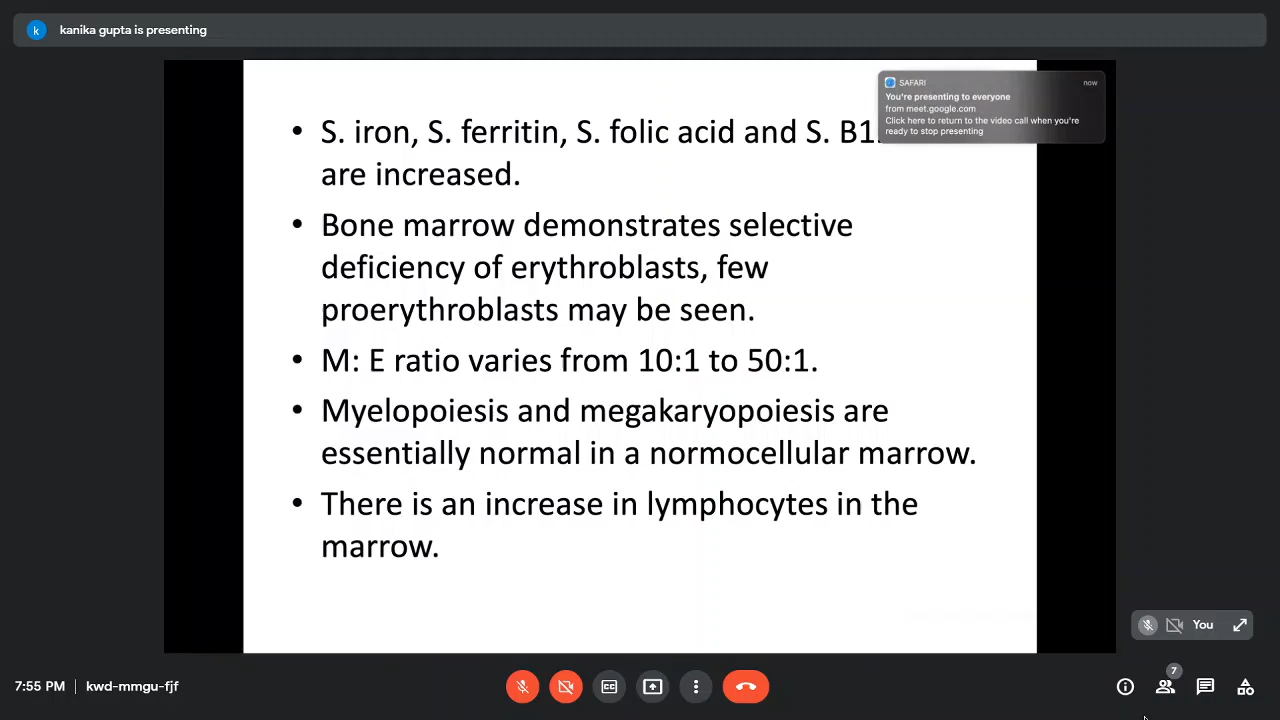 k kanika gupta is presenting
SAFARI now
You're presenting to everyone
from meet.google.com
Click here to return to the video call when you're
ready to stop presenting
• S. iron, S. ferritin, S. folic acid and S.
are increased.
• Bone marrow demonstrates selective
deficiency of erythroblasts, few
proerythroblasts may be seen.
• M: E ratio varies from 10:1 to 50:1.
• Myelopoiesis and megakaryopoiesis are
essentially normal in a normocellular marrow.
• There is an increase in lymphocytes in the
marrow.
You
7:55 PM | kwd-mmgu-fjf
CC
7